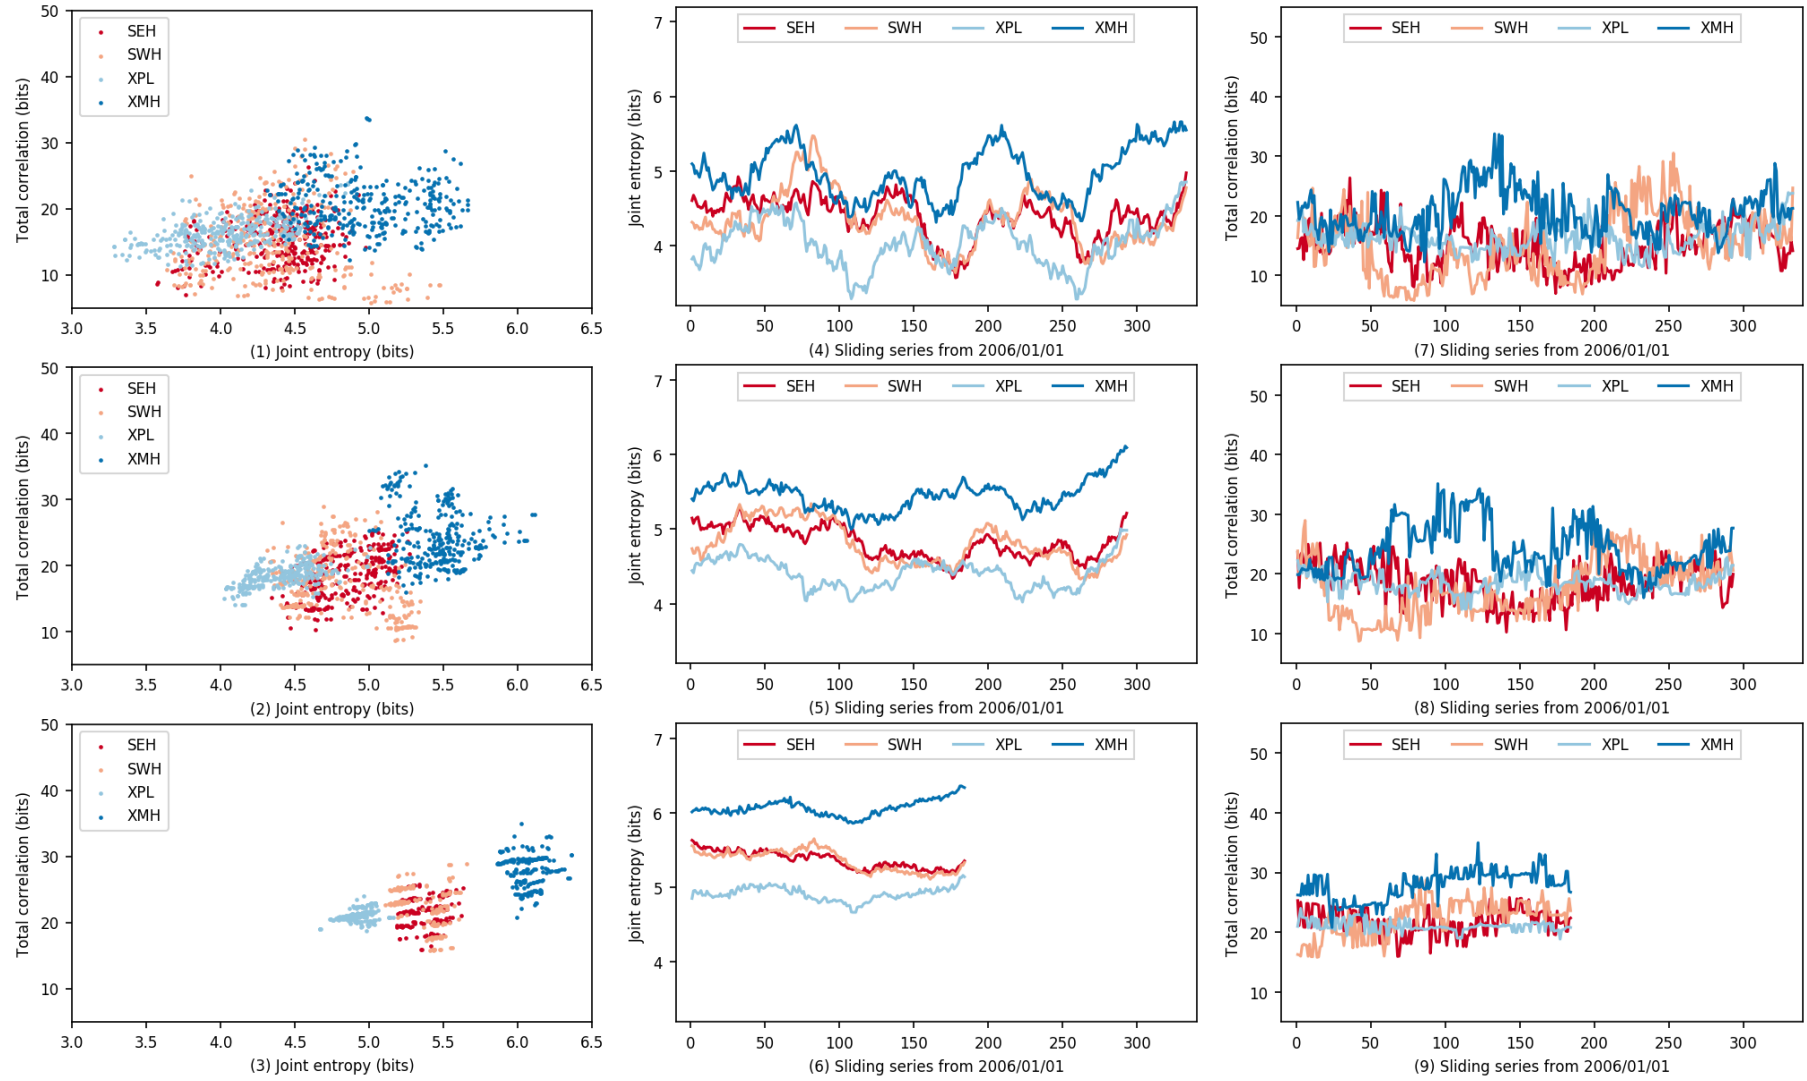 50
40
30
20
10
Total correlation (bits)
SEH
SWH
XPL
XMH
3.0 3.5 4.0 4.5 5.0 5.5 6.0 6.5
(1) Joint entropy (bits)
7
6
5
4
Joint entropy (bits)
SEH SWH XPL XMH
0 50 100 150 200 250 300
(4) Sliding series from 2006/01/01
50
40
30
20
10
Total correlation (bits)
SEH SWH XPL XMH
0 50 100 150 200 250 300
(7) Sliding series from 2006/01/01
50
40
30
20
10
Total correlation (bits)
SEH
SWH
XPL
XMH
3.0 3.5 4.0 4.5 5.0 5.5 6.0 6.5
(2) Joint entropy (bits)
7
6
5
4
Joint entropy (bits)
SEH SWH XPL XMH
0 50 100 150 200 250 300
(5) Sliding series from 2006/01/01
50
40
30
20
10
Total correlation (bits)
SEH SWH XPL XMH
0 50 100 150 200 250 300
(8) Sliding series from 2006/01/01
50
40
30
20
10
Total correlation (bits)
SEH
SWH
XPL
XMH
3.0 3.5 4.0 4.5 5.0 5.5 6.0 6.5
(3) Joint entropy (bits)
7
6
5
4
Joint entropy (bits)
SEH SWH XPL XMH
0 50 100 150 200 250 300
(6) Sliding series from 2006/01/01
50
40
30
20
10
Total correlation (bits)
SEH SWH XPL XMH
0 50 100 150 200 250 300
(9) Sliding series from 2006/01/01